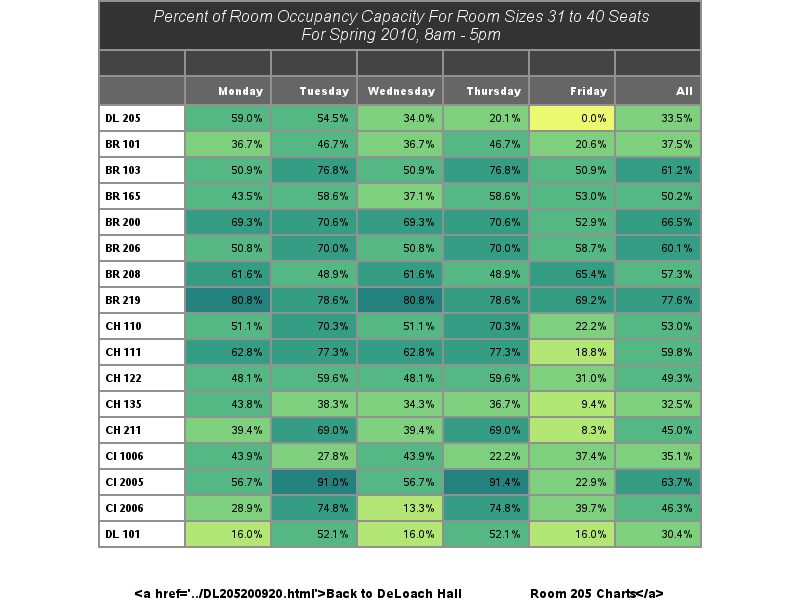 Percent of Room Occupancy Capacity For Room Sizes 31 to 40 Seats
For Spring 2010, 8am - 5pm
Monday Tuesday Wednesday Thursday Friday All
DL 205 59.0% 54.5% 34.0% 20.1% 0.0% 33.5%
BR 101 36.7% 46.7% 36.7% 46.7% 20.6% 37.5%
BR 103 50.9% 76.8% 50.9% 76.8% 50.9% 61.2%
BR 165 43.5% 58.6% 37.1% 58.6% 53.0% 50.2%
BR 200 69.3% 70.6% 69.3% 70.6% 52.9% 66.5%
BR 206 50.8% 70.0% 50.8% 70.0% 58.7% 60.1%
BR 208 61.6% 48.9% 61.6% 48.9% 65.4% 57.3%
BR 219 80.8% 78.6% 80.8% 78.6% 69.2% 77.6%
CH 110 51.1% 70.3% 51.1% 70.3% 22.2% 53.0%
CH 111 62.8% 77.3% 62.8% 77.3% 18.8% 59.8%
CH 122 48.1% 59.6% 48.1% 59.6% 31.0% 49.3%
CH 135 43.8% 38.3% 34.3% 36.7% 9.4% 32.5%
CH 211 39.4% 69.0% 39.4% 69.0% 8.3% 45.0%
CI 1006 43.9% 27.8% 43.9% 22.2% 37.4% 35.1%
CI 2005 56.7% 91.0% 56.7% 91.4% 22.9% 63.7%
CI 2006 28.9% 74.8% 13.3% 74.8% 39.7% 46.3%
DL 101 16.0% 52.1% 16.0% 52.1% 16.0% 30.4%
<a href='../DL205200920.html'>Back to DeLoach Hall Room 205 Charts</a>